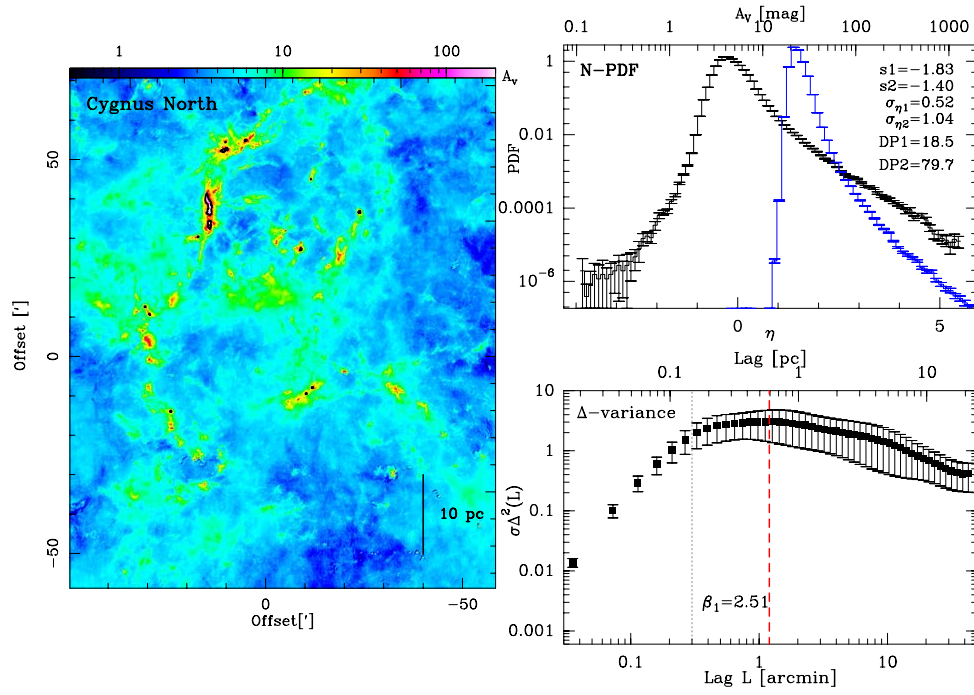 1 10 100
A_v
Cygnus North
50
0
−50
Offset [']
10 pc
0 −50
Offset[']
A_V [mag]
0.1 1 10 100 1000
N−PDF
s1=−1.83
s2=−1.40
σ_η1=0.52
σ_η2=1.04
DP1=18.5
DP2=79.7
1
0.01
0.0001
10^−6
PDF
0 5
η
Lag [pc]
0.1 1 10
Δ−variance
10
1
0.1
0.01
0.001
σΔ²(L)
β_1=2.51
0.1 1 10
Lag L [arcmin]